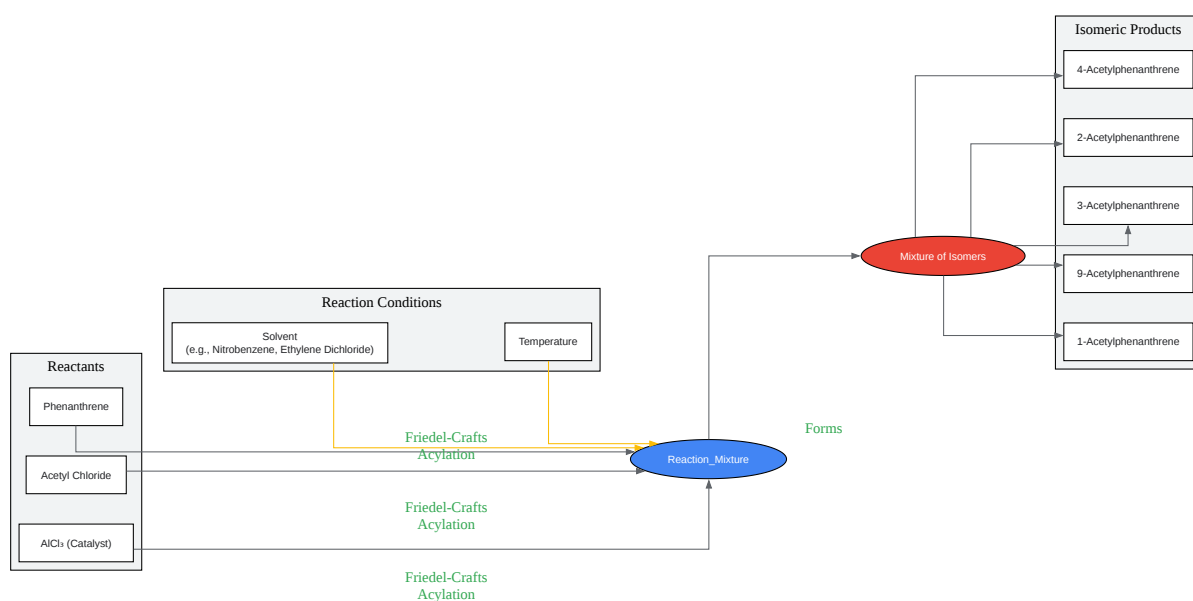 Isomeric Products
4-Acetylphenanthrene
2-Acetylphenanthrene
3-Acetylphenanthrene
9-Acetylphenanthrene
1-Acetylphenanthrene
Mixture of Isomers
Reaction Conditions
Solvent
(e.g., Nitrobenzene, Ethylene Dichloride)
Temperature
Reactants
Phenanthrene
Acetyl Chloride
AlCl₃ (Catalyst)
Friedel-Crafts
Acylation
Friedel-Crafts
Acylation
Friedel-Crafts
Acylation
Reaction_Mixture
Forms